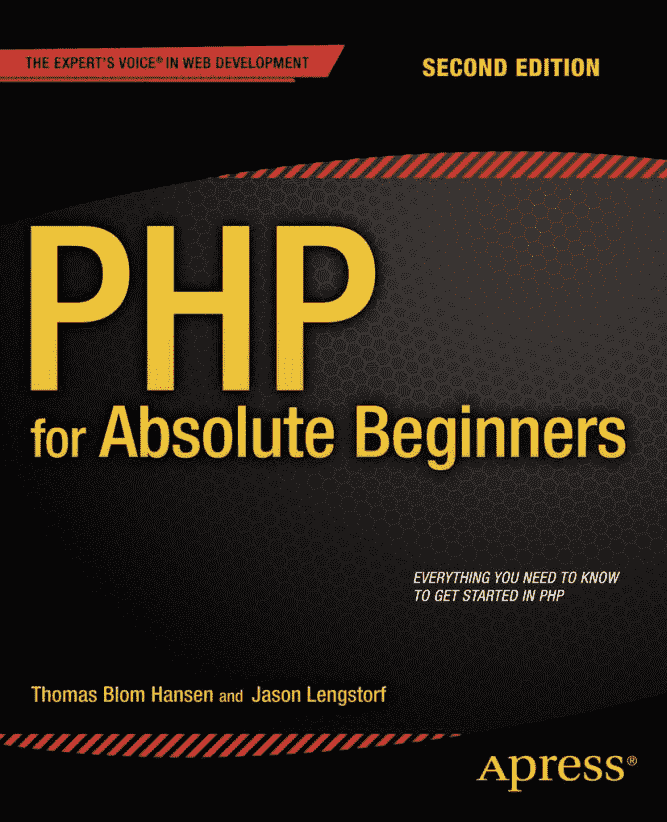 THE EXPERT'S VOICE® IN WEB DEVELOPMENT
SECOND EDITION
PHP
for Absolute Beginners
EVERYTHING YOU NEED TO KNOW
TO GET STARTED IN PHP
Thomas Blom Hansen and Jason Lengstorf
Apress®